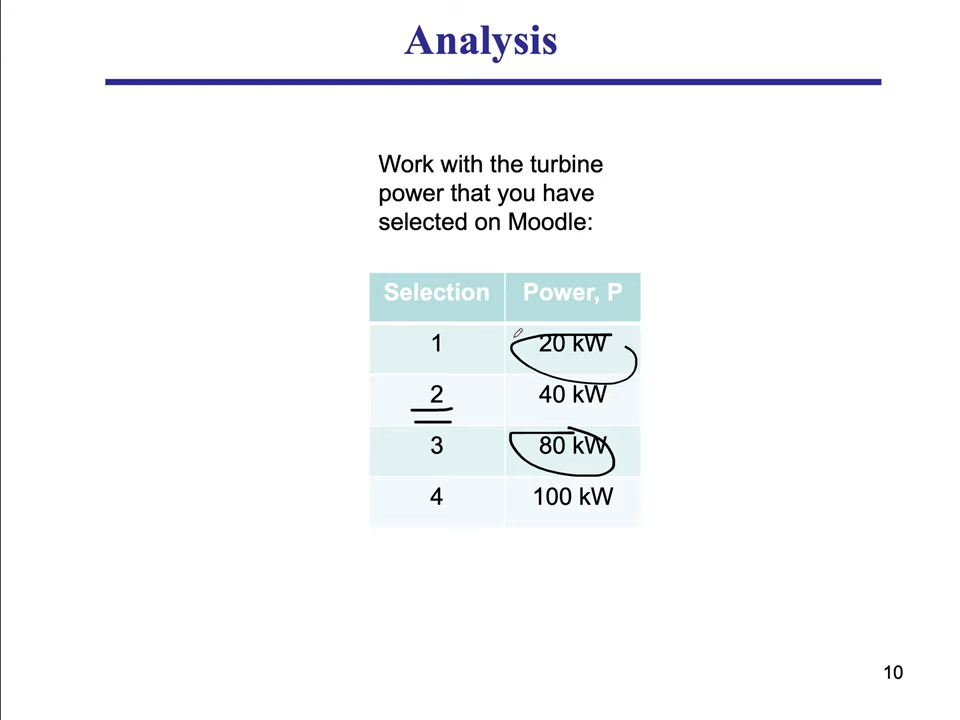 Analysis
Work with the turbine
power that you have
selected on Moodle:
Selection Power, P
1 20 kW
2 40 kW
3 80 kW
4 100 kW
10